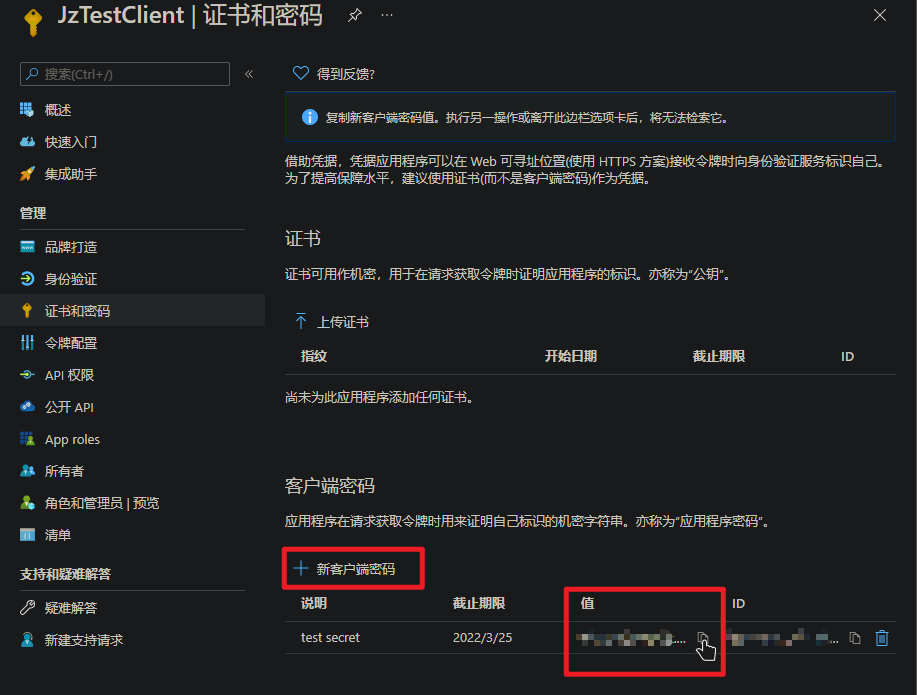 JzTestClient | 证书和密码
搜索(Ctrl+/)
概述
快速入门
集成助手
管理
品牌打造
身份验证
证书和密码
令牌配置
API 权限
公开 API
App roles
所有者
角色和管理员 | 预览
清单
支持和疑难解答
疑难解答
新建支持请求
得到反馈?
复制新客户端密码值。执行另一操作或离开此边栏选项卡后，将无法检索它。
借助凭据，凭据应用程序可以在 Web 可寻址位置(使用 HTTPS 方案)接收令牌时向身份验证服务标识自己。
为了提高保障水平，建议使用证书(而不是客户端密码)作为凭据。
证书
证书可用作机密，用于在请求获取令牌时证明应用程序的标识。亦称为“公钥”。
上传证书
指纹 开始日期 截止期限 ID
尚未为此应用程序添加任何证书。
客户端密码
应用程序在请求获取令牌时用来证明自己标识的机密字符串。亦称为“应用程序密码”。
新客户端密码
说明 截止期限 值 ID
test secret 2022/3/25